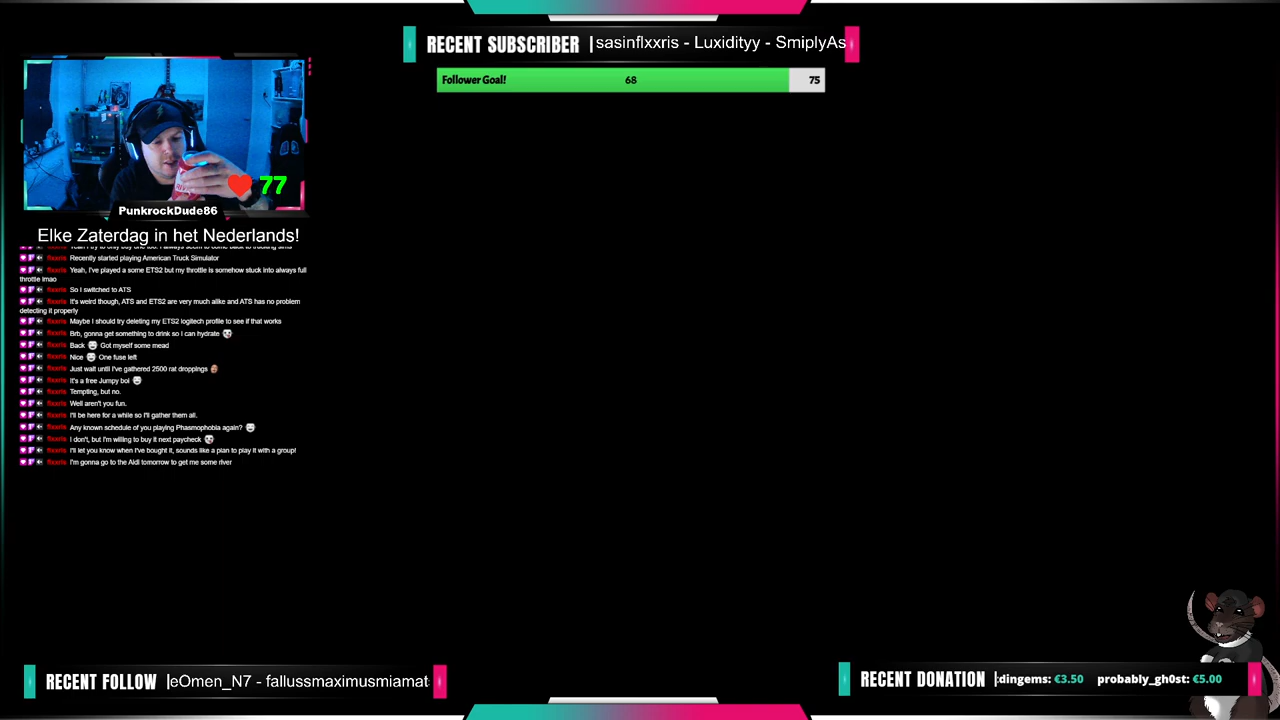 RECENT SUBSCRIBER
sasinflxxris - Luxidityy - SmiplyAs
Follower Goal! 68 75
77
PunkrockDude86
Elke Zaterdag in het Nederlands!
Recently started playing American Truck Simulator
Yeah, I've played a some ETS2 but my throttle is somehow stuck into always full
throttle lmao
So I switched to ATS
It's weird though, ATS and ETS2 are very much alike and ATS has no problem
detecting it properly
Maybe I should try deleting my ETS2 logitech profile to see if that works
Brb, gonna get something to drink so I can hydrate
Back Got myself some mead
Nice One fuse left
Just wait until I've gathered 2500 rat droppings
It's a free Jumpy boi
Tempting, but no.
Well aren't you fun.
I'll be here for a while so I'll gather them all.
Any known schedule of you playing Phasmophobia again?
I don't, but I'm willing to buy it next paycheck
I'll let you know when I've bought it, sounds like a plan to play it with a group!
I'm gonna go to the Aldi tomorrow to get me some river
RECENT FOLLOW
eOmen_N7 - fallussmaximusmiamat
RECENT DONATION
dingems: €3.50 probably_gh0st: €5.00